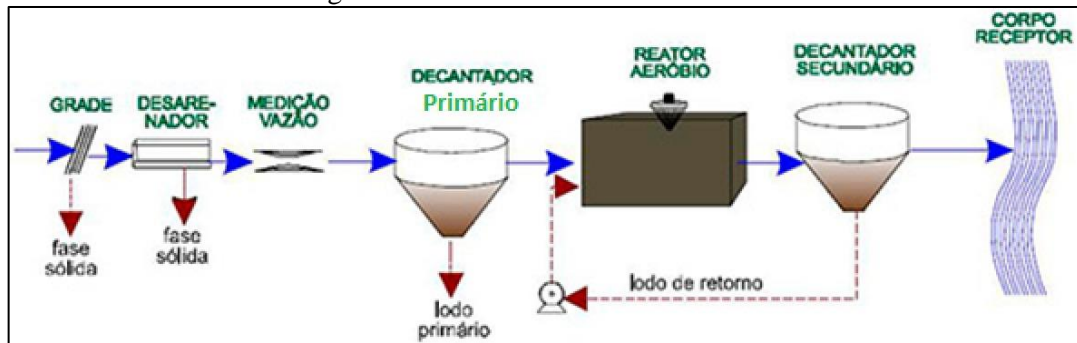 GRADE
DESARE-
NADOR
MEDIÇÃO
VAZÃO
DECANTADOR
Primário
REATOR
AERÓBIO
DECANTADOR
SECUNDÁRIO
CORPO
RECEPTOR
fase
sólida
fase
sólida
lodo
primário
lodo de retorno